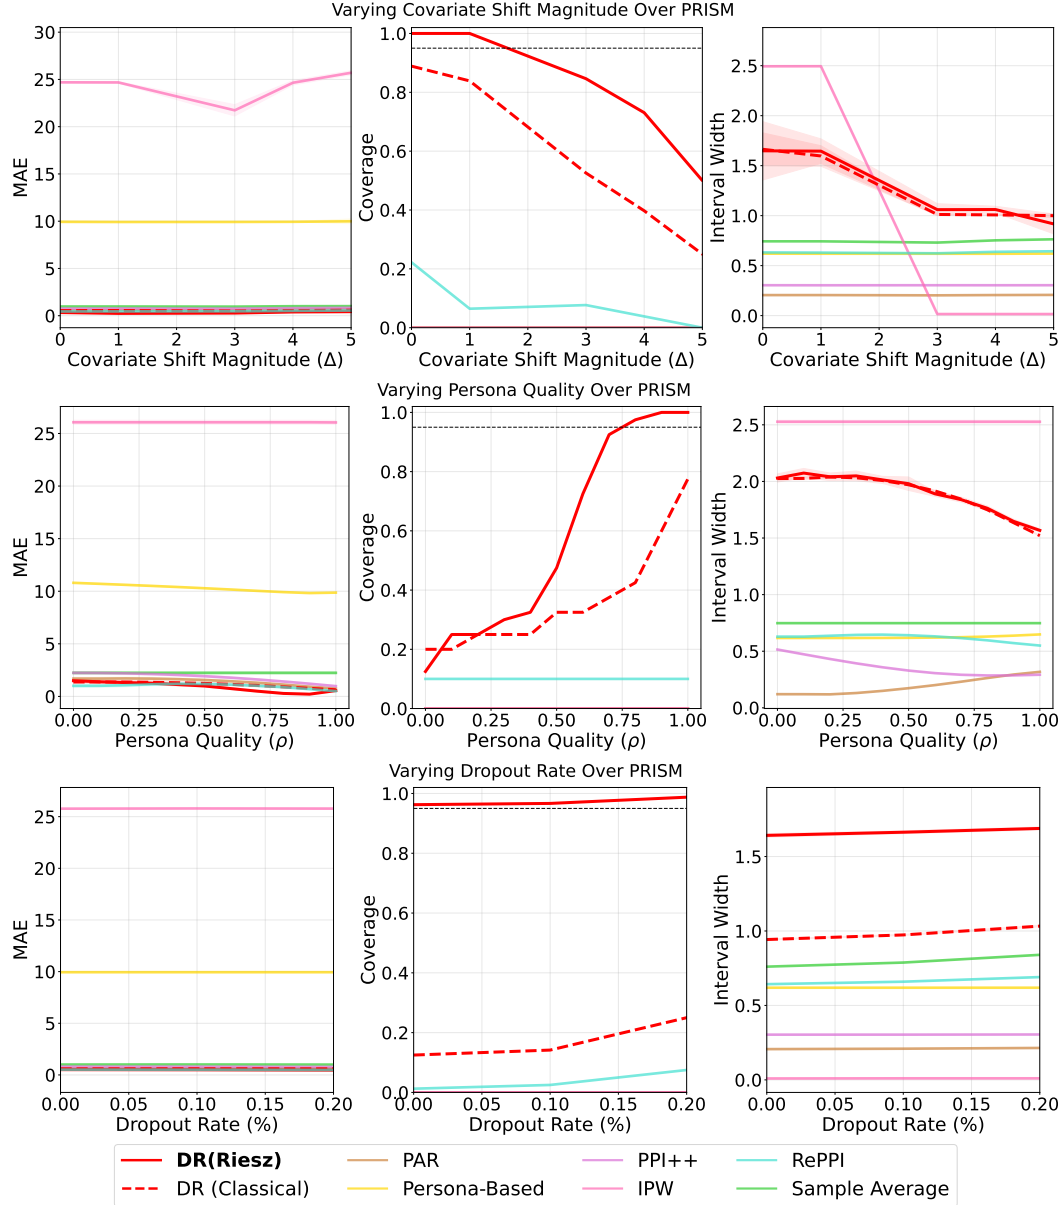 Varying Covariate Shift Magnitude Over PRISM
MAE
30
25
20
15
10
5
0
0 1 2 3 4 5
Covariate Shift Magnitude (Δ)
Coverage
1.0
0.8
0.6
0.4
0.2
0.0
0 1 2 3 4 5
Covariate Shift Magnitude (Δ)
Interval Width
2.5
2.0
1.5
1.0
0.5
0.0
0 1 2 3 4 5
Covariate Shift Magnitude (Δ)
Varying Persona Quality Over PRISM
MAE
25
20
15
10
5
0
0.00 0.25 0.50 0.75 1.00
Persona Quality (ρ)
Coverage
1.0
0.8
0.6
0.4
0.2
0.0
0.00 0.25 0.50 0.75 1.00
Persona Quality (ρ)
Interval Width
2.5
2.0
1.5
1.0
0.5
0.0
0.00 0.25 0.50 0.75 1.00
Persona Quality (ρ)
Varying Dropout Rate Over PRISM
MAE
25
20
15
10
5
0
0.00 0.05 0.10 0.15 0.20
Dropout Rate (%)
Coverage
1.0
0.8
0.6
0.4
0.2
0.0
0.00 0.05 0.10 0.15 0.20
Dropout Rate (%)
Interval Width
1.5
1.0
0.5
0.0
0.00 0.05 0.10 0.15 0.20
Dropout Rate (%)
DR(Riesz) PAR PPI++ RePPI
DR (Classical) Persona-Based IPW Sample Average